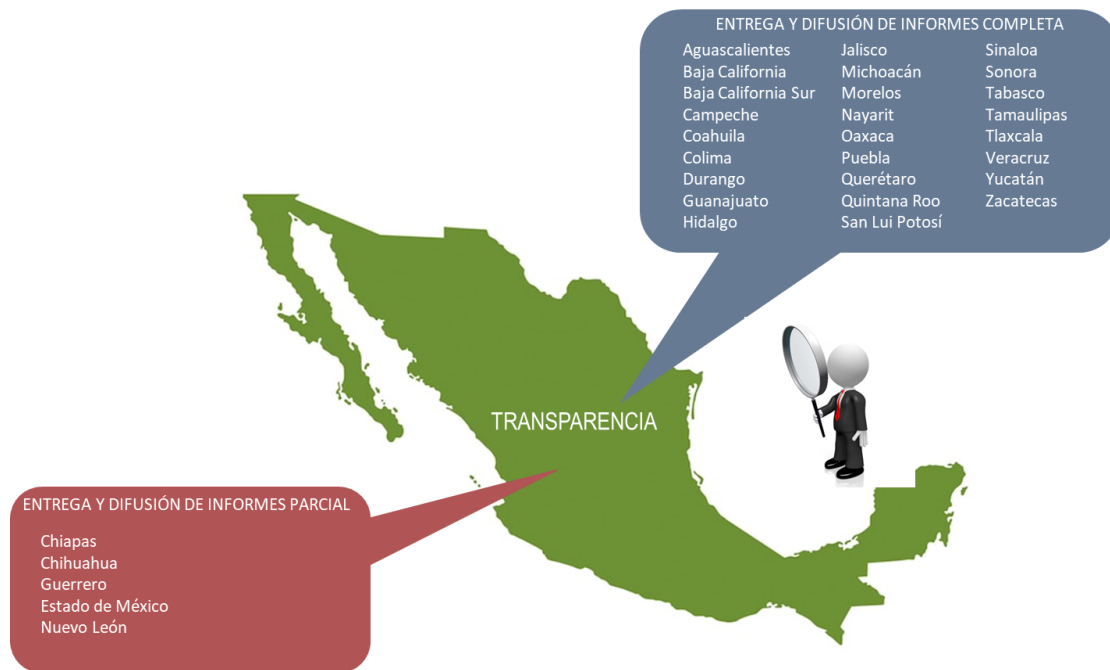 ENTREGA Y DIFUSIÓN DE INFORMES COMPLETA
Aguascalientes
Baja California
Baja California Sur
Campeche
Coahuila
Colima
Durango
Guanajuato
Hidalgo
Jalisco
Michoacán
Morelos
Nayarit
Oaxaca
Puebla
Querétaro
Quintana Roo
San Lui Potosí
Sinaloa
Sonora
Tabasco
Tamaulipas
Tlaxcala
Veracruz
Yucatán
Zacatecas
TRANSPARENCIA
ENTREGA Y DIFUSIÓN DE INFORMES PARCIAL
Chiapas
Chihuahua
Guerrero
Estado de México
Nuevo León